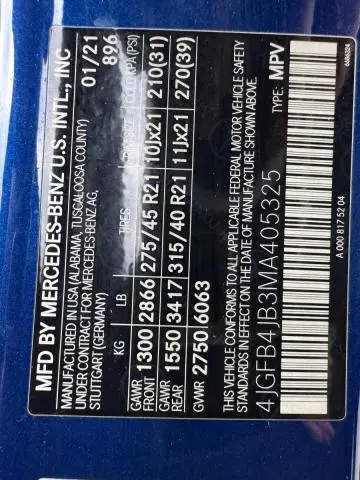 MFD BY MERCEDES-BENZ U.S. INTL., INC
MANUFACTURED IN USA (ALABAMA, TUSCALOOSA COUNTY) 01/21
UNDER CONTRACT FOR MERCEDES-BENZ AG, 896
STUTTGART (GERMANY)
KG LB TIRES COLD KPA (PSI)
GAWR FRONT 1300 2866 275/45 R21 10Jx21 210(31)
GAWR REAR 1550 3417 315/40 R21 11Jx21 270(39)
GVWR 2750 6063
THIS VEHICLE CONFORMS TO ALL APPLICABLE FEDERAL MOTOR VEHICLE SAFETY
STANDARDS IN EFFECT ON THE DATE OF MANUFACTURE SHOWN ABOVE.
4JGFB4JB3MA405325 TYPE: MPV
A 000 817 52 04